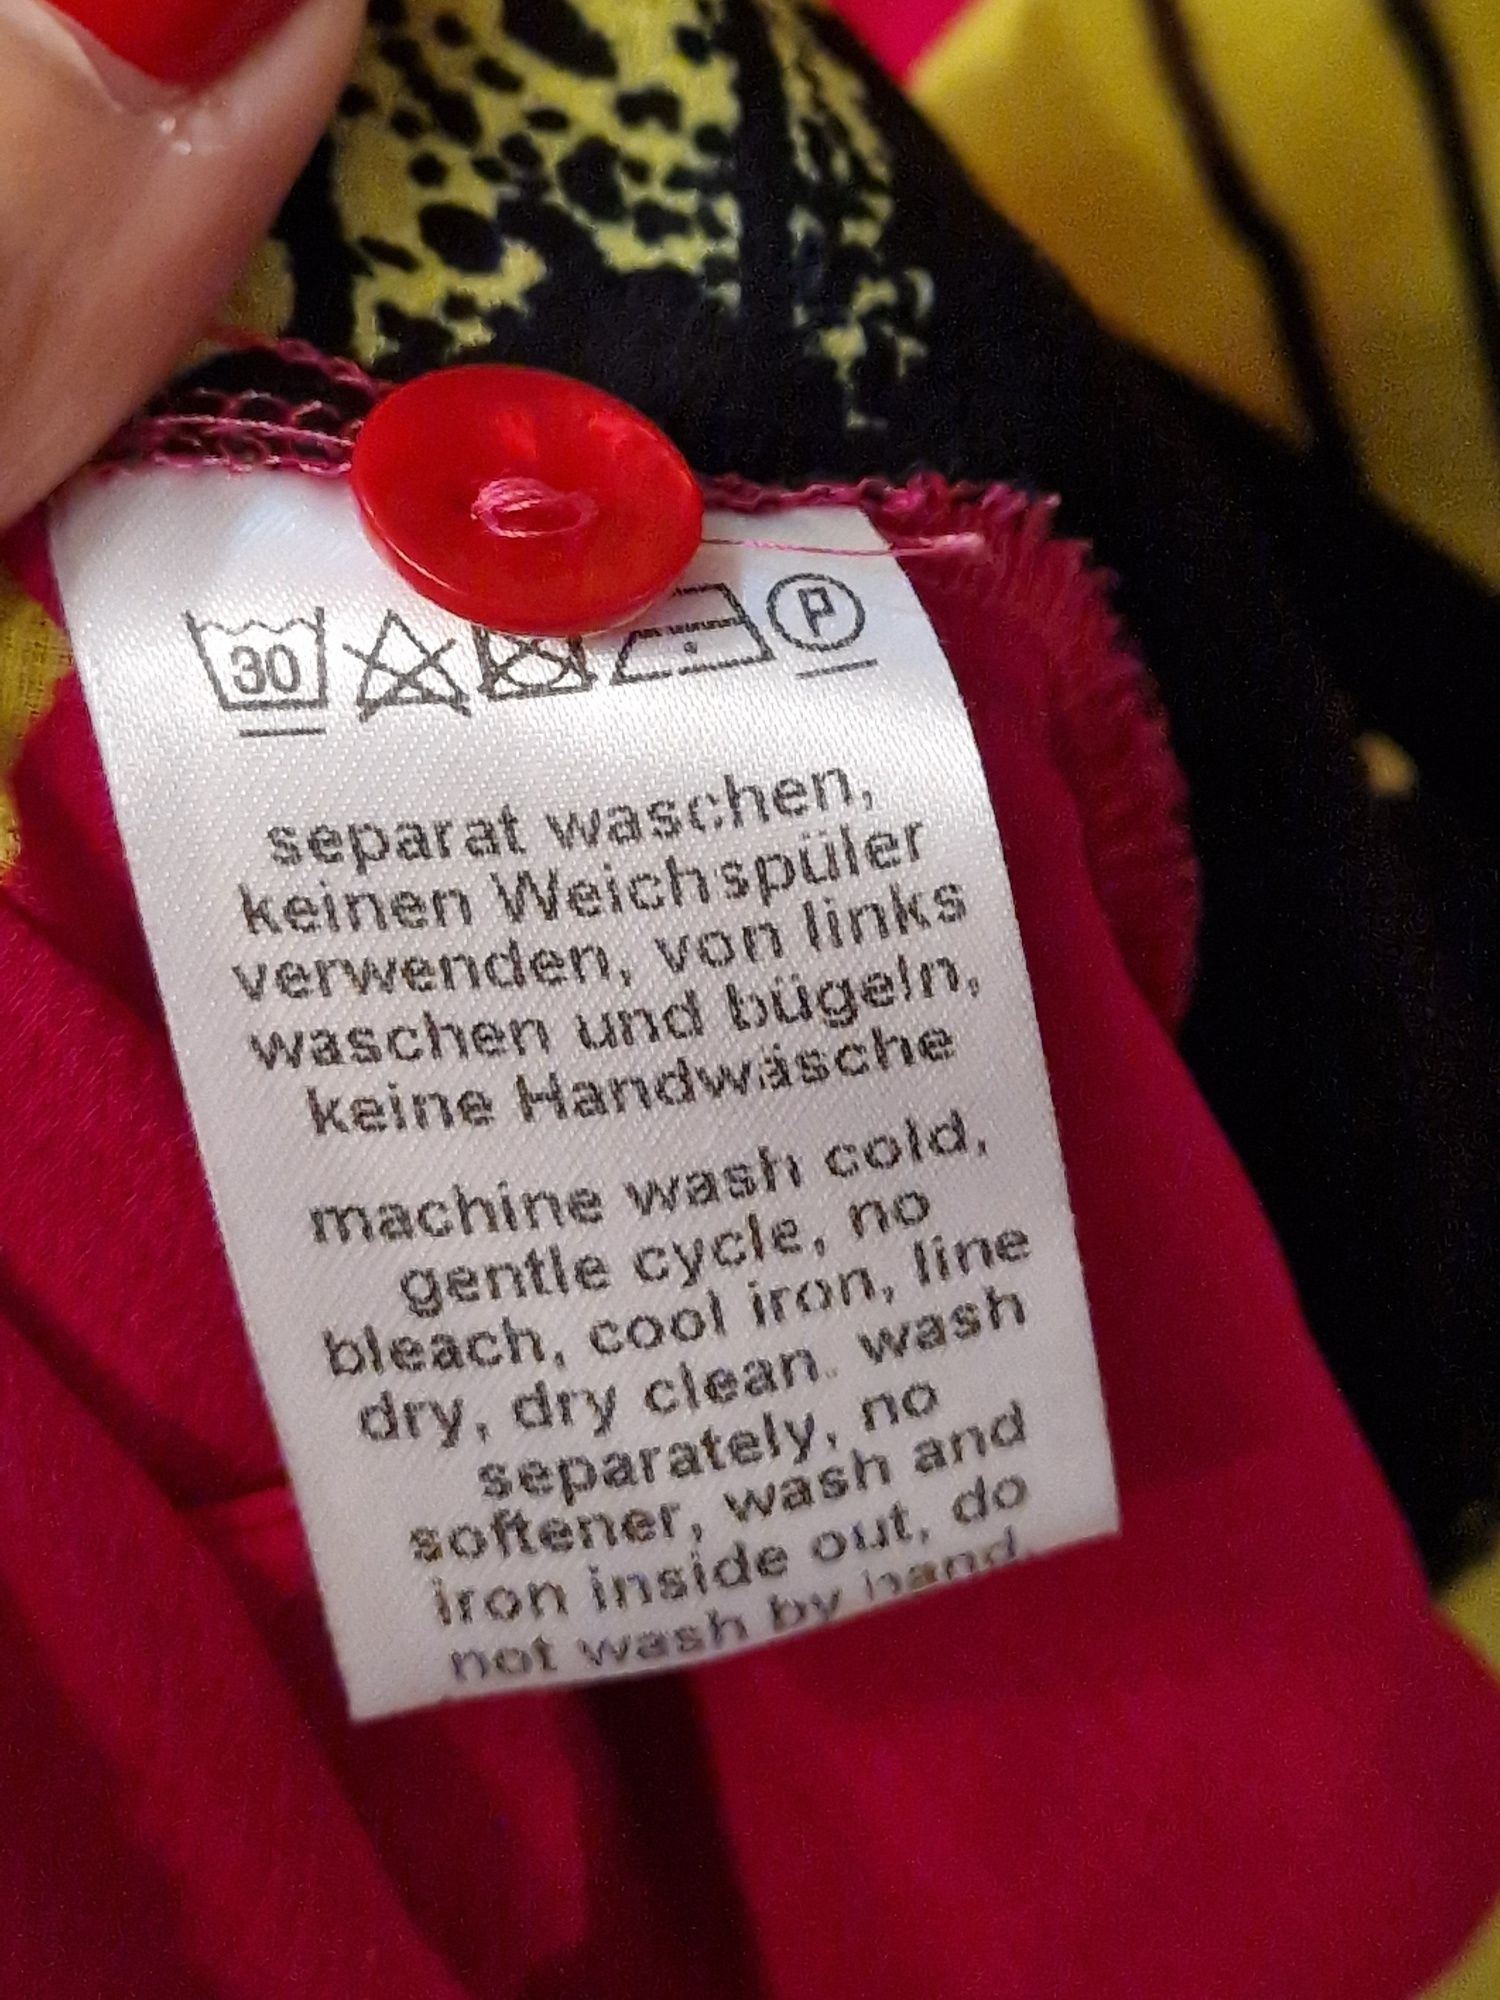 30
P
separat waschen,
keinen Weichspüler
verwenden, von links
waschen und bügeln,
keine Handwäsche
machine wash cold,
gentle cycle, no
bleach, cool iron, line
dry, dry clean. wash
separately, no
softener, wash and
iron inside out, do
not wash by hand.